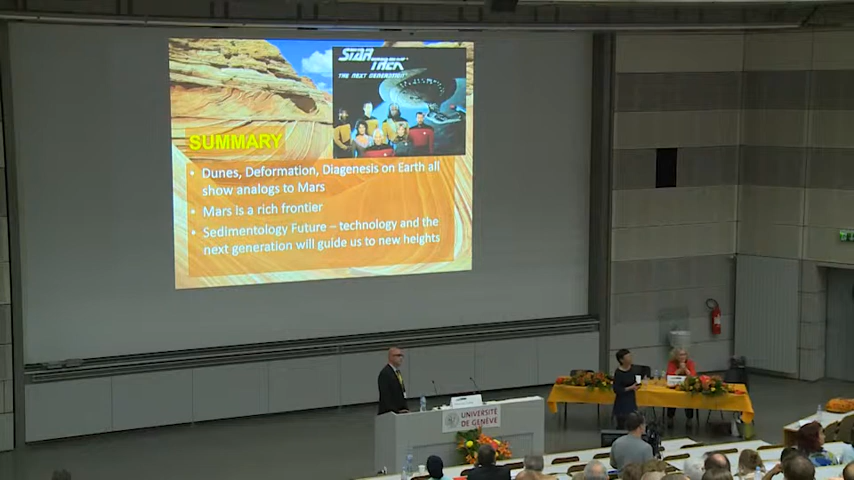 STAR TREK
THE NEXT GENERATION
SUMMARY
• Dunes, Deformation, Diagenesis on Earth all
show analogs to Mars
• Mars is a rich frontier
• Sedimentology Future – technology and the
next generation will guide us to new heights
UNIVERSITÉ
DE GENÈVE